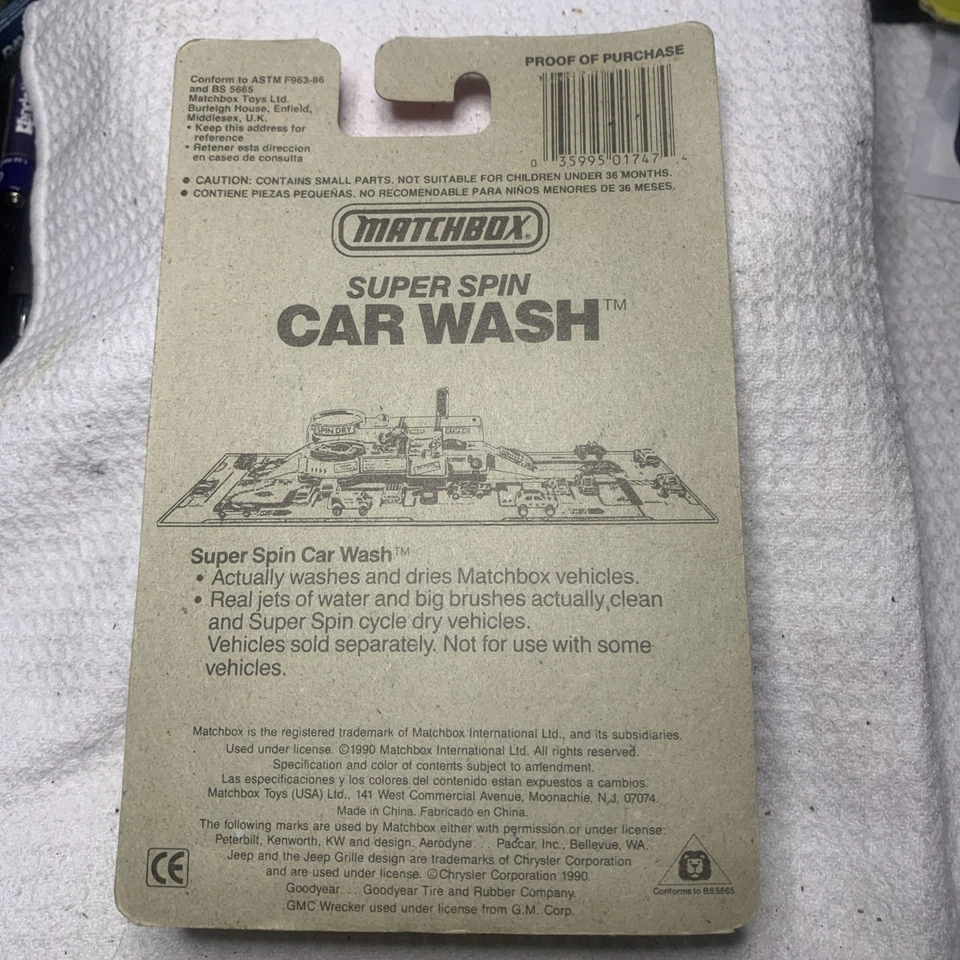 Conform to ASTM F963-86
and BS 5665
Matchbox Toys Ltd.
Burleigh House, Enfield,
Middlesex, U.K.
• Keep this address for
reference
• Retener esta direccion
en caseo de consulta
PROOF OF PURCHASE
0 35995 01747 4
• CAUTION: CONTAINS SMALL PARTS. NOT SUITABLE FOR CHILDREN UNDER 36 MONTHS.
• CONTIENE PIEZAS PEQUEÑAS. NO RECOMENDABLE PARA NIÑOS MENORES DE 36 MESES.
MATCHBOX®
SUPER SPIN
CAR WASH™
SPIN DRY
Super Spin Car Wash™
• Actually washes and dries Matchbox vehicles.
• Real jets of water and big brushes actually clean
and Super Spin cycle dry vehicles.
Vehicles sold separately. Not for use with some
vehicles.
Matchbox is the registered trademark of Matchbox International Ltd., and its subsidiaries.
Used under license. ©1990 Matchbox International Ltd. All rights reserved.
Specification and color of contents subject to amendment.
Las especificaciones y los colores del contenido estan expuestos a cambios.
Matchbox Toys (USA) Ltd., 141 West Commercial Avenue, Moonachie, N.J. 07074.
Made in China. Fabricado en China.
The following marks are used by Matchbox either with permission or under license:
Peterbilt, Kenworth, KW and design. Aerodyne... Paccar, Inc., Bellevue, WA.
Jeep and the Jeep Grille design are trademarks of Chrysler Corporation
and are used under license. ©Chrysler Corporation 1990.
Goodyear... Goodyear Tire and Rubber Company.
GMC Wrecker used under license from G.M. Corp.
CE
Conforms to BS5665